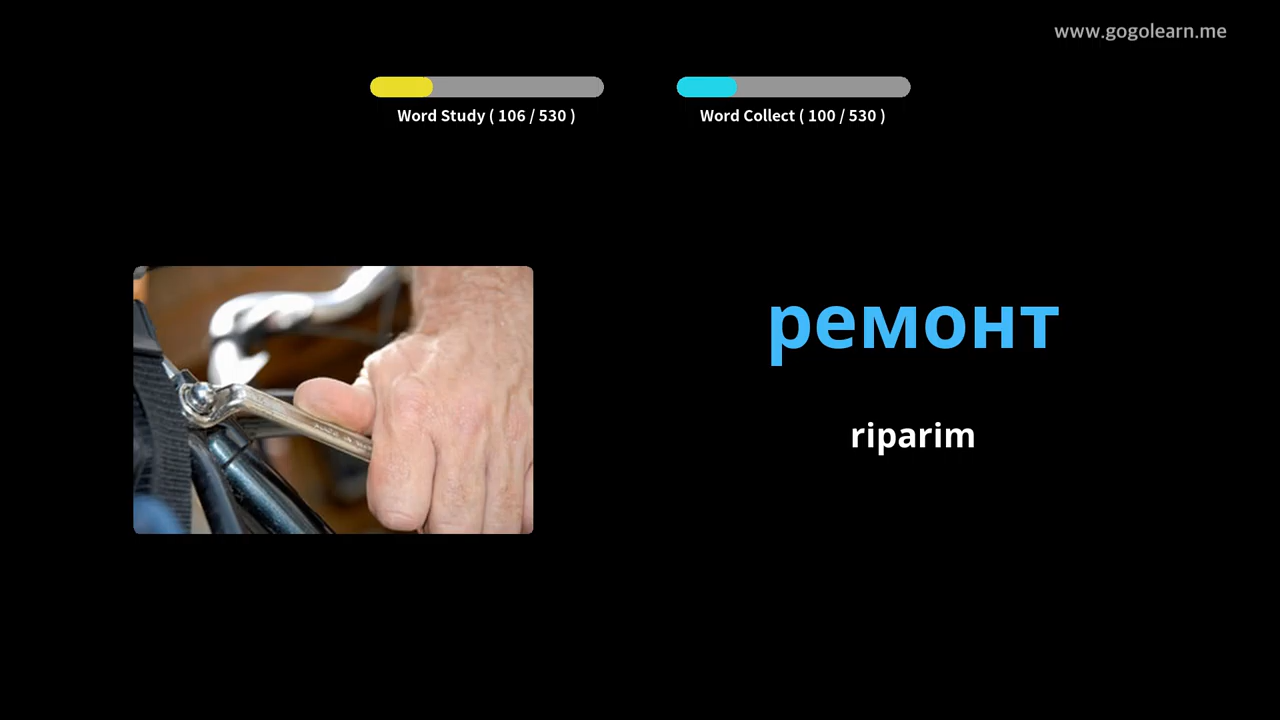 www.gogolearn.me
Word Study ( 106 / 530 )
Word Collect ( 100 / 530 )
ремонт
riparim